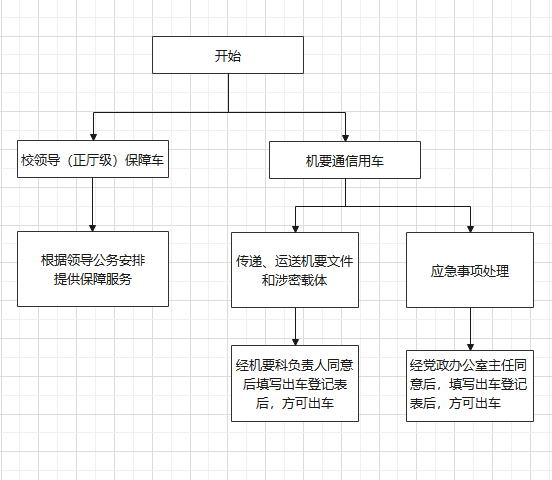 开始
校领导（正厅级）保障车
机要通信用车
根据领导公务安排
提供保障服务
传递、运送机要文件
和涉密载体
应急事项处理
经机要科负责人同意
后填写出车登记表
后，方可出车
经党政办公室主任同
意后，填写出车登记
表后，方可出车